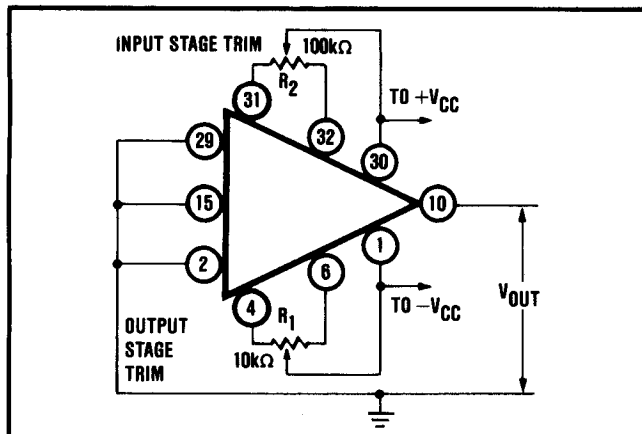 INPUT STAGE TRIM
100kΩ
R2
31
32
TO +VCC
29
30
15
10
1
2
6
VOUT
4
R1
TO −VCC
OUTPUT
STAGE
TRIM
10kΩ